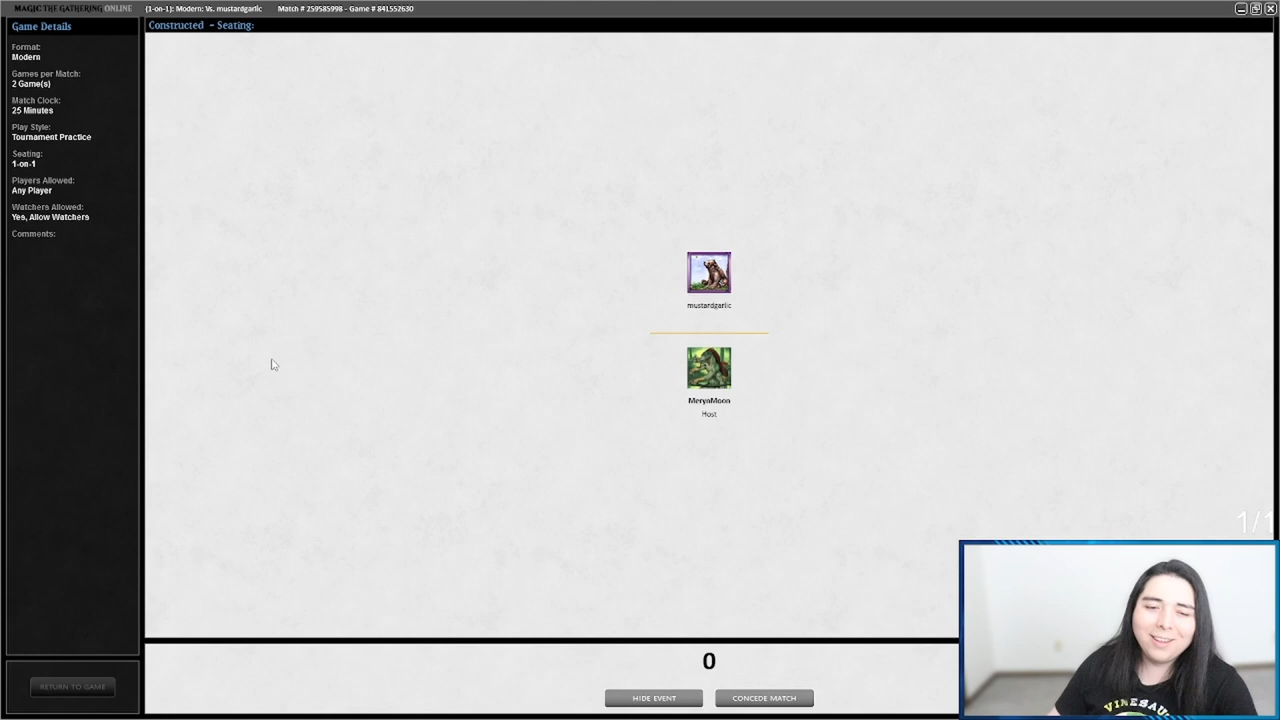 MAGIC THE GATHERING ONLINE
(1-on-1): Modern: Vs. mustardgarlic
Match # 259585998 - Game # 841552630
Game Details
Format:
Modern
Games per Match:
2 Game(s)
Match Clock:
25 Minutes
Play Style:
Tournament Practice
Seating:
1-on-1
Players Allowed:
Any Player
Watchers Allowed:
Yes, Allow Watchers
Comments:
RETURN TO GAME
Constructed - Seating:
mustardgarlic
MerynMoon
Host
0
HIDE EVENT
CONCEDE MATCH
1/1
VINESAU